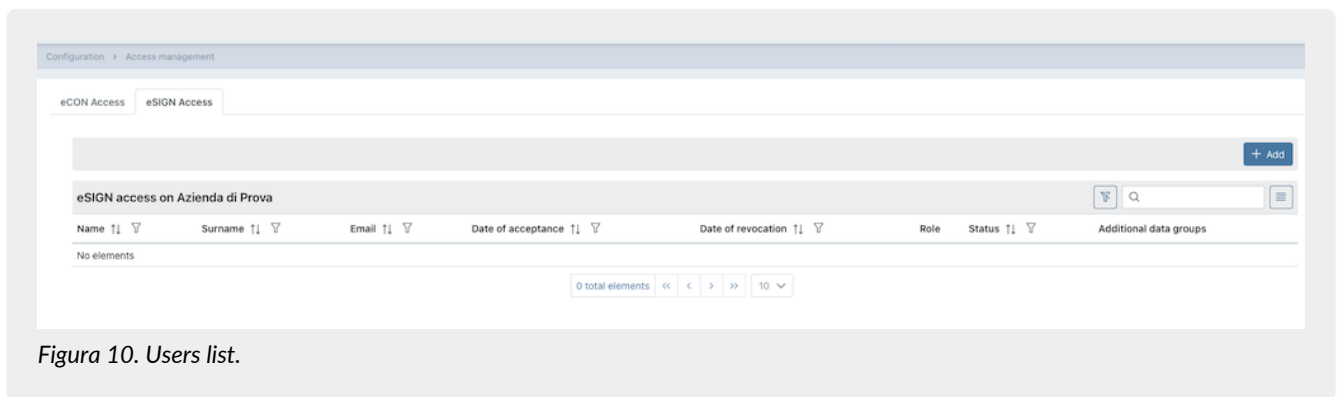 Configuration > Access management
eCON Access eSIGN Access
+ Add
eSIGN access on Azienda di Prova
Name Surname Email Date of acceptance Date of revocation Role Status Additional data groups
No elements
0 total elements << < > >> 10
Figura 10. Users list.